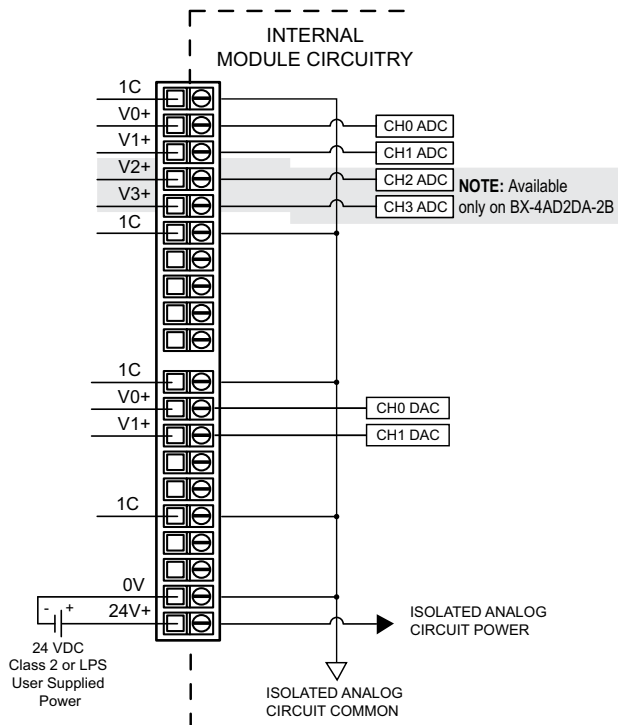 INTERNAL
MODULE CIRCUITRY
1C
V0+
CH0 ADC
V1+
CH1 ADC
V2+
CH2 ADC
V3+
CH3 ADC
NOTE: Available
only on BX-4AD2DA-2B
1C
1C
V0+
CH0 DAC
V1+
CH1 DAC
1C
0V
24V+
- +
24 VDC
Class 2 or LPS
User Supplied
Power
ISOLATED ANALOG
CIRCUIT POWER
ISOLATED ANALOG
CIRCUIT COMMON